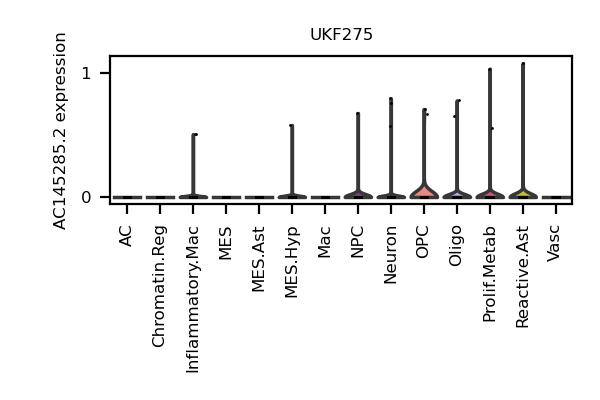 UKF275
AC145285.2 expression
1
0
AC
Chromatin.Reg
Inflammatory.Mac
MES
MES.Ast
MES.Hyp
Mac
NPC
Neuron
OPC
Oligo
Prolif.Metab
Reactive.Ast
Vasc